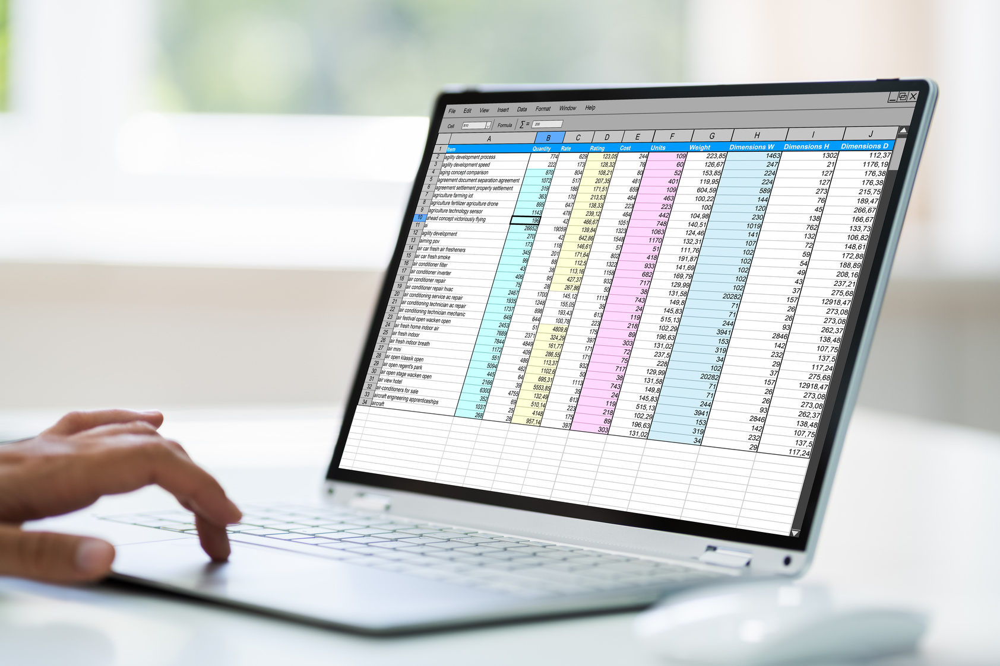 File Edit View Insert Data Format Window Help
Cell B10 Formula Σ = 200
A B C D E F G H I J
1 Item Quantity Rate Rating Cost Units Weight Dimensions W Dimensions H Dimensions D
2 agility development process 774 629 123,05 244 109 223,85 1463 1302 112,37
3 agility development speed 222 173 128,32 76 60 126,67 247 21 1176,19
4 aging concept comparison 870 804 108,21 80 52 153,85 224 127 176,38
5 agreement document separation agreement 1072 517 207,35 481 401 119,95 224 127 176,38
6 agreement settlement property settlement 319 186 171,51 659 109 604,59 589 273 215,75
7 agriculture farming iot 363 170 213,53 464 463 100,22 144 76 189,47
8 agriculture fertilizer agriculture drone 895 647 138,33 223 223 100 120 45 266,67
9 agriculture technology sensor 1143 478 239,12 464 442 104,98 230 138 166,67
10 ahead concept victoriously flying 196 42 466,67 1051 748 140,51 1019 762 133,73
11 ai 26652 19059 139,84 1323 1063 124,46 141 132 106,82
12 agility development 270 42 642,86 1548 1170 132,31 107 72 148,61
13 aiming pov 173 118 146,61 57 51 111,76 102 59 172,88
14 air car fresh air fresheners 345 201 171,64 802 418 191,87 102 54 188,89
15 air car fresh smoke 99 88 112,5 1322 933 141,69 102 49 208,16
16 air conditioner filter 43 38 113,16 1158 682 169,79 102 43 237,21
17 air conditioner inverter 406 95 427,37 932 717 129,99 102 37 275,68
18 air conditioner repair 75 28 267,86 50 38 131,58 20282 157 12918,47
19 air conditioner repair hvac 2467 1700 145,12 1113 743 149,8 71 26 273,08
20 air conditioning service ac repair 1935 1248 155,05 35 24 145,83 71 26 273,08
21 air conditioning technician ac repair 1737 898 193,43 613 119 515,13 244 93 262,37
22 air conditioning technician mechanic 649 644 100,78 223 218 102,29 3941 2846 138,48
23 air festival open wacken open 2453 51 4809,8 175 89 196,63 153 142 107,75
24 air fresh home indoor air 7689 2371 324,29 397 303 131,02 319 232 137,5
25 air fresh indoor 7844 4849 161,77 171 72 237,5 34 29 117,24
26 air fresh indoor breath 1172 409 286,55 171 75 228 102 37 275,68
27 air mini 551 486 113,37 932 717 129,99 20282 157 12918,47
28 air open klassik open 5094 462 1102,6 50 38 131,58 71 26 273,08
29 air open regent's park 445 64 695,31 1113 743 149,8 71 26 273,08
30 air open stage wacken open 2166 39 5553,85 35 24 145,83 244 93 262,37
31 air view hotel 6300 4755 132,49 613 119 515,13 3941 2846 138,48
32 air-conditioners for sale 352 69 510,14 223 218 102,29 153 142 107,75
33 aircraft engineering apprenticeships 1037 25 4148 175 89 196,63 319 232 137,5
34 aircraft 268 28 957,14 397 303 131,02 34 29 117,24